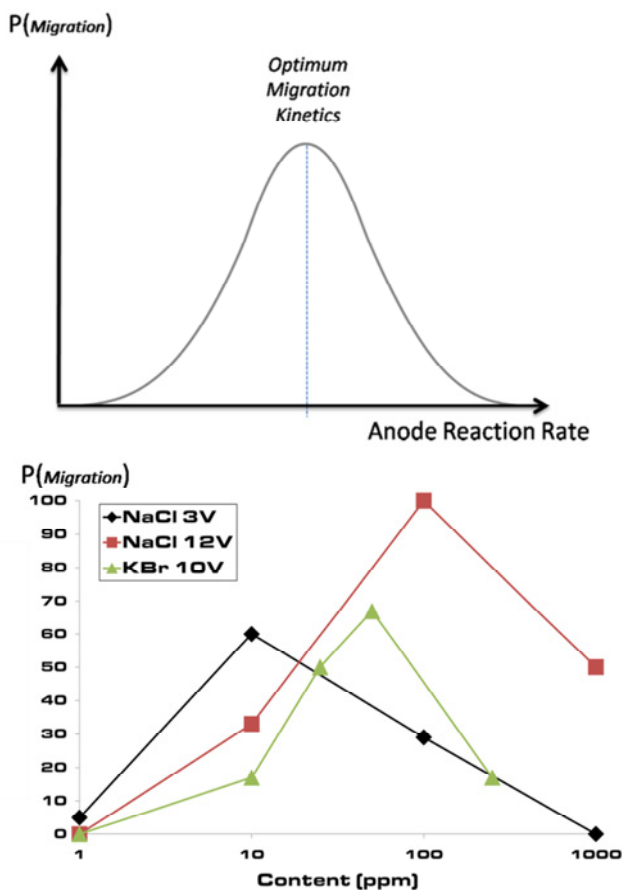 P(Migration)
Optimum
Migration
Kinetics
Anode Reaction Rate
P(Migration)
100
90
80
70
60
50
40
30
20
10
0
NaCl 3V
NaCl 12V
KBr 10V
1 10 100 1000
Content (ppm)